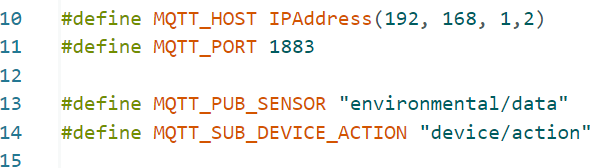 10 #define MQTT_HOST IPAddress(192, 168, 1,2)
11 #define MQTT_PORT 1883
12
13 #define MQTT_PUB_SENSOR "environmental/data"
14 #define MQTT_SUB_DEVICE_ACTION "device/action"
15